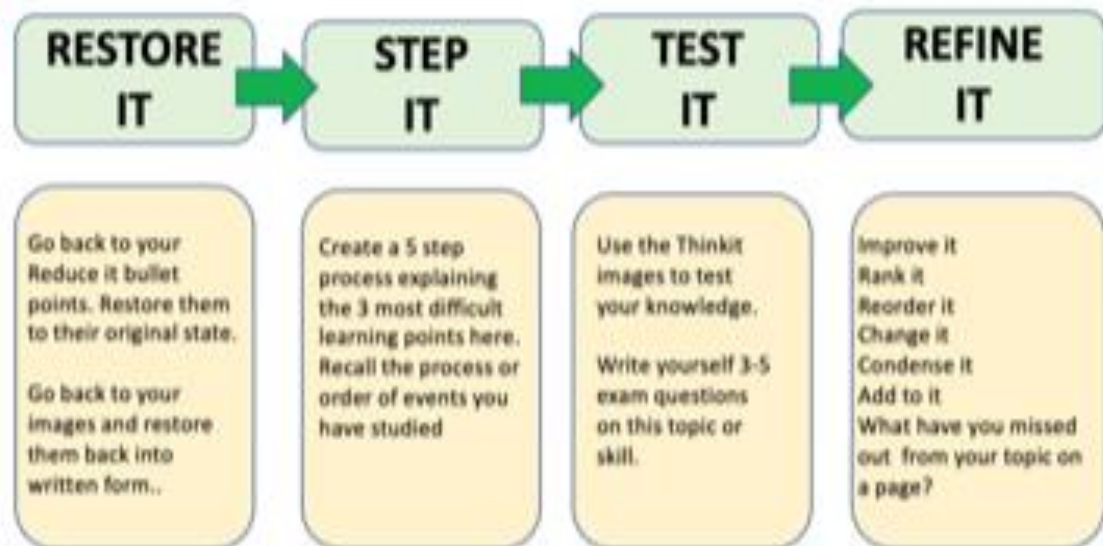 RESTORE
IT
STEP
IT
TEST
IT
REFINE
IT
Go back to your
Reduce it bullet
points. Restore them
to their original state.
Go back to your
images and restore
them back into
written form..
Create a 5 step
process explaining
the 3 most difficult
learning points here.
Recall the process or
order of events you
have studied
Use the Thinkit
images to test
your knowledge.
Write yourself 3-5
exam questions
on this topic or
skill.
Improve it
Rank it
Reorder it
Change it
Condense it
Add to it
What have you missed
out from your topic on
a page?